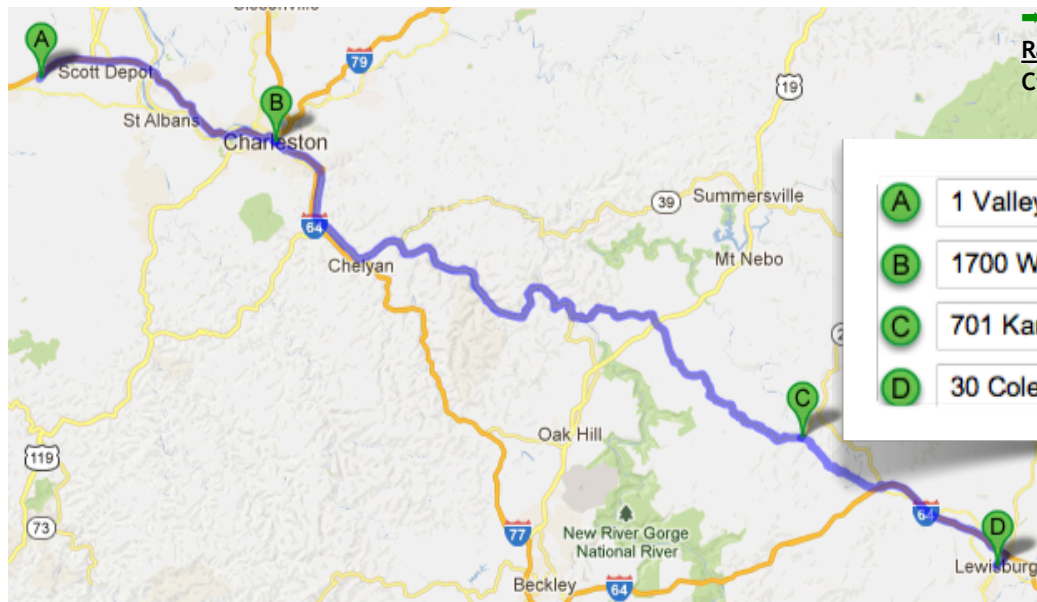 A
Scott Depot
79
St Albans
B
Charleston
19
39
Summersville
64
Chelyan
Mt Nebo
C
Oak Hill
119
73
77
New River Gorge
National River
Beckley
64
64
D
Lewisburg
A 1 Valley
B 1700 W
C 701 Kan
D 30 Cole